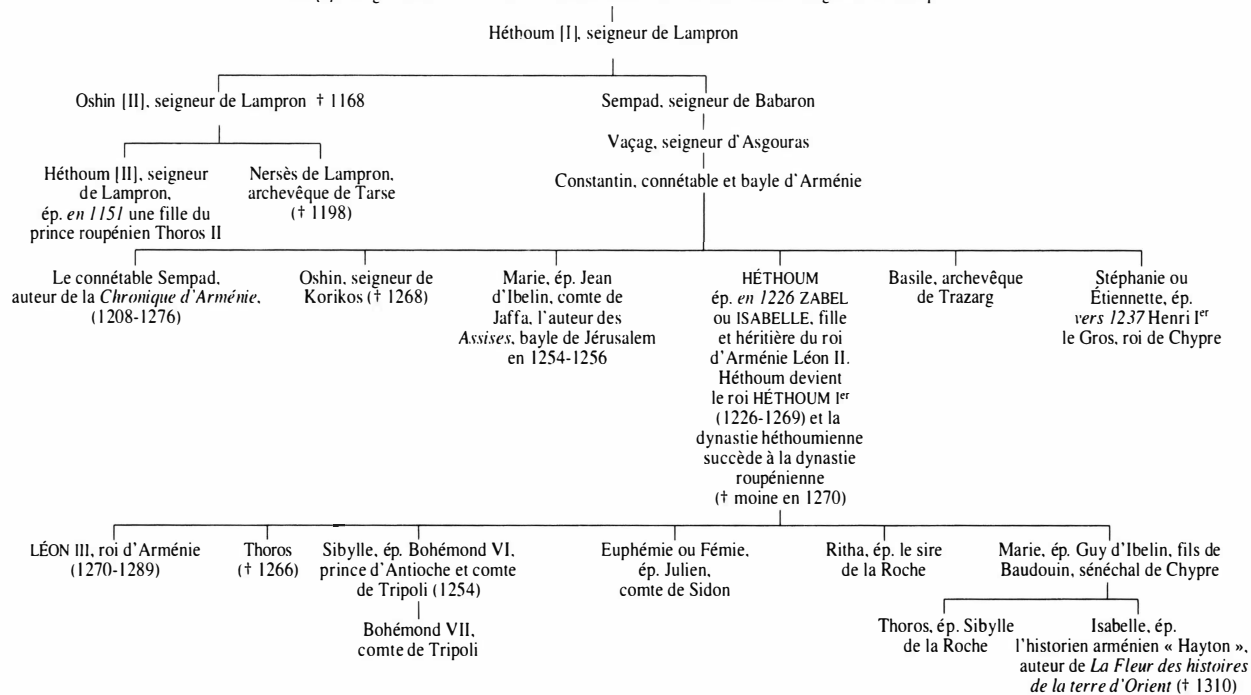 Héthoum [I], seigneur de Lampron
Oshin [II], seigneur de Lampron † 1168
Sempad, seigneur de Babaron
Vaçag, seigneur d'Asgouras
Constantin, connétable et bayle d'Arménie
Héthoum [II], seigneur
de Lampron,
ép. en 1151 une fille du
prince roupénien Thoros II
Nersès de Lampron,
archevêque de Tarse
(† 1198)
Le connétable Sempad,
auteur de la Chronique d'Arménie,
(1208-1276)
Oshin, seigneur de
Korikos († 1268)
Marie, ép. Jean
d'Ibelin, comte de
Jaffa, l'auteur des
Assises, bayle de Jérusalem
en 1254-1256
HÉTHOUM
ép. en 1226 ZABEL
ou ISABELLE, fille
et héritière du roi
d'Arménie Léon II.
Héthoum devient
le roi HÉTHOUM Ier
(1226-1269) et la
dynastie héthoumienne
succède à la dynastie
roupénienne
(† moine en 1270)
Basile, archevêque
de Trazarg
Stéphanie ou
Étiennette, ép.
vers 1237 Henri Ier
le Gros, roi de Chypre
LÉON III, roi d'Arménie
(1270-1289)
Thoros
(† 1266)
Sibylle, ép. Bohémond VI,
prince d'Antioche et comte
de Tripoli (1254)
Bohémond VII,
comte de Tripoli
Euphémie ou Fémie,
ép. Julien,
comte de Sidon
Ritha, ép. le sire
de la Roche
Marie, ép. Guy d'Ibelin, fils de
Baudouin, sénéchal de Chypre
Thoros, ép. Sibylle
de la Roche
Isabelle, ép.
l'historien arménien « Hayton »,
auteur de La Fleur des histoires
de la terre d'Orient († 1310)